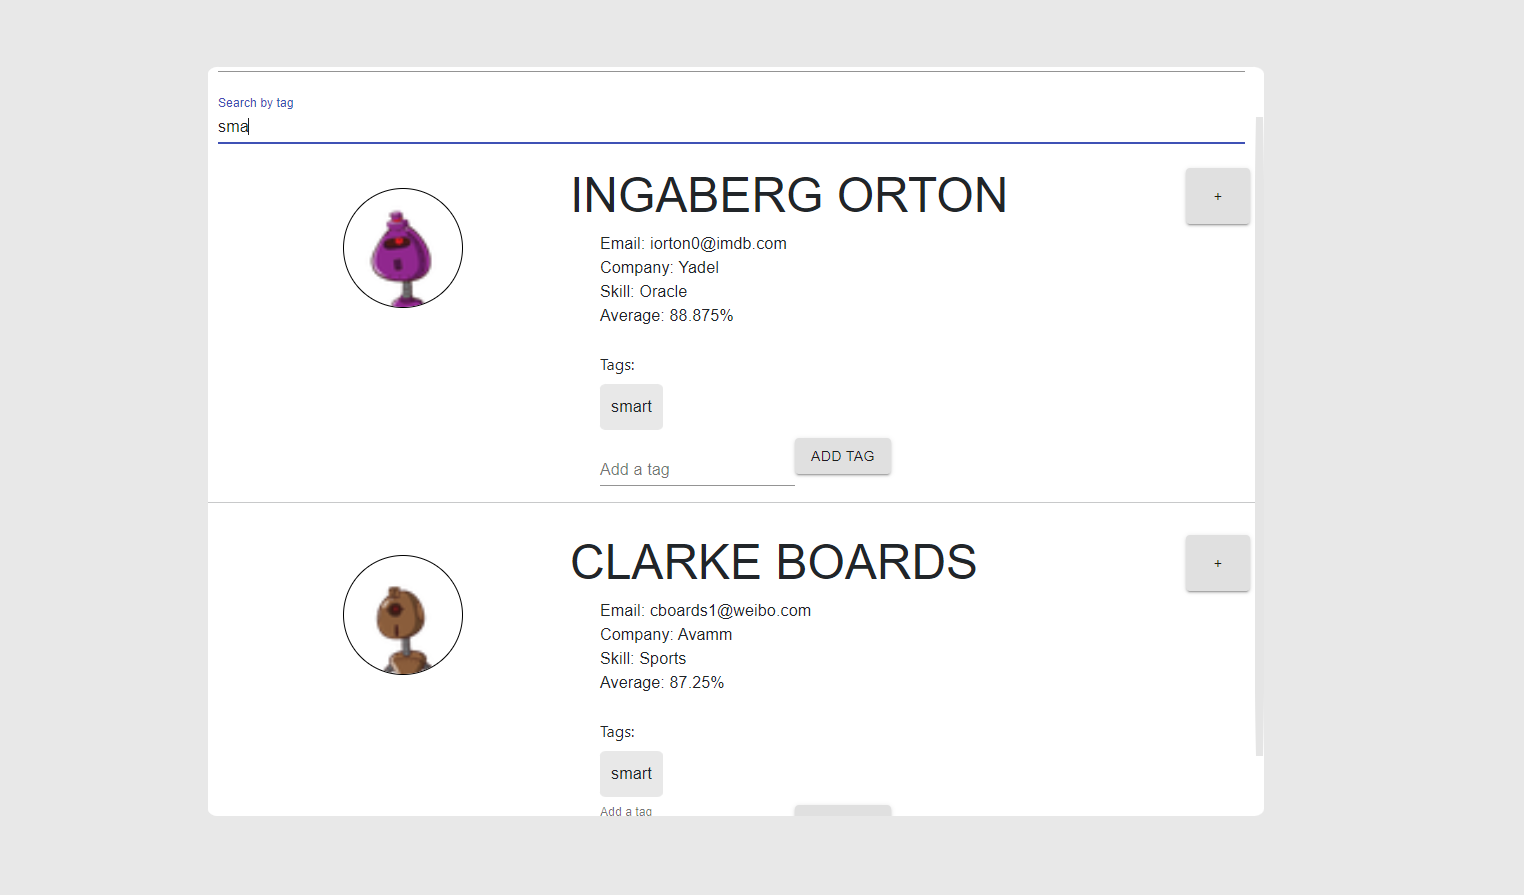 Search by tag
sma
INGABERG ORTON
+
Email: iorton0@imdb.com
Company: Yadel
Skill: Oracle
Average: 88.875%
Tags:
smart
Add a tag
ADD TAG
CLARKE BOARDS
+
Email: cboards1@weibo.com
Company: Avamm
Skill: Sports
Average: 87.25%
Tags:
smart
Add a tag